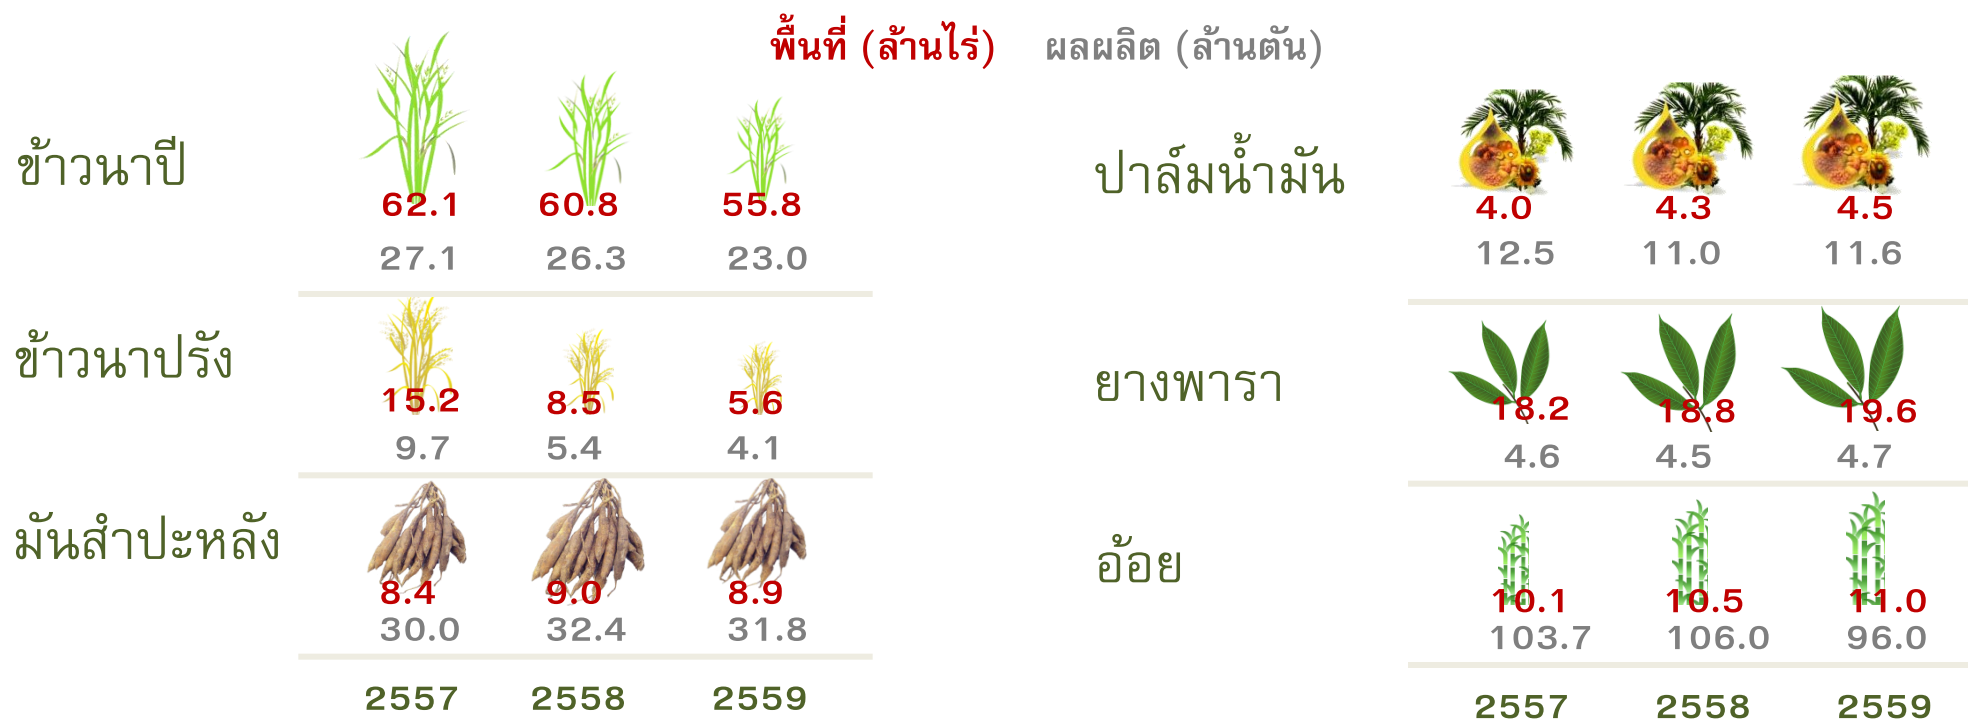 พื้นที่ (ล้านไร่) ผลผลิต (ล้านตัน)
ข้าวนาปี
62.1 60.8 55.8
27.1 26.3 23.0
ข้าวนาปรัง
15.2 8.5 5.6
9.7 5.4 4.1
มันสำปะหลัง
8.4 9.0 8.9
30.0 32.4 31.8
2557 2558 2559
ปาล์มน้ำมัน
4.0 4.3 4.5
12.5 11.0 11.6
ยางพารา
18.2 18.8 19.6
4.6 4.5 4.7
อ้อย
10.1 10.5 11.0
103.7 106.0 96.0
2557 2558 2559